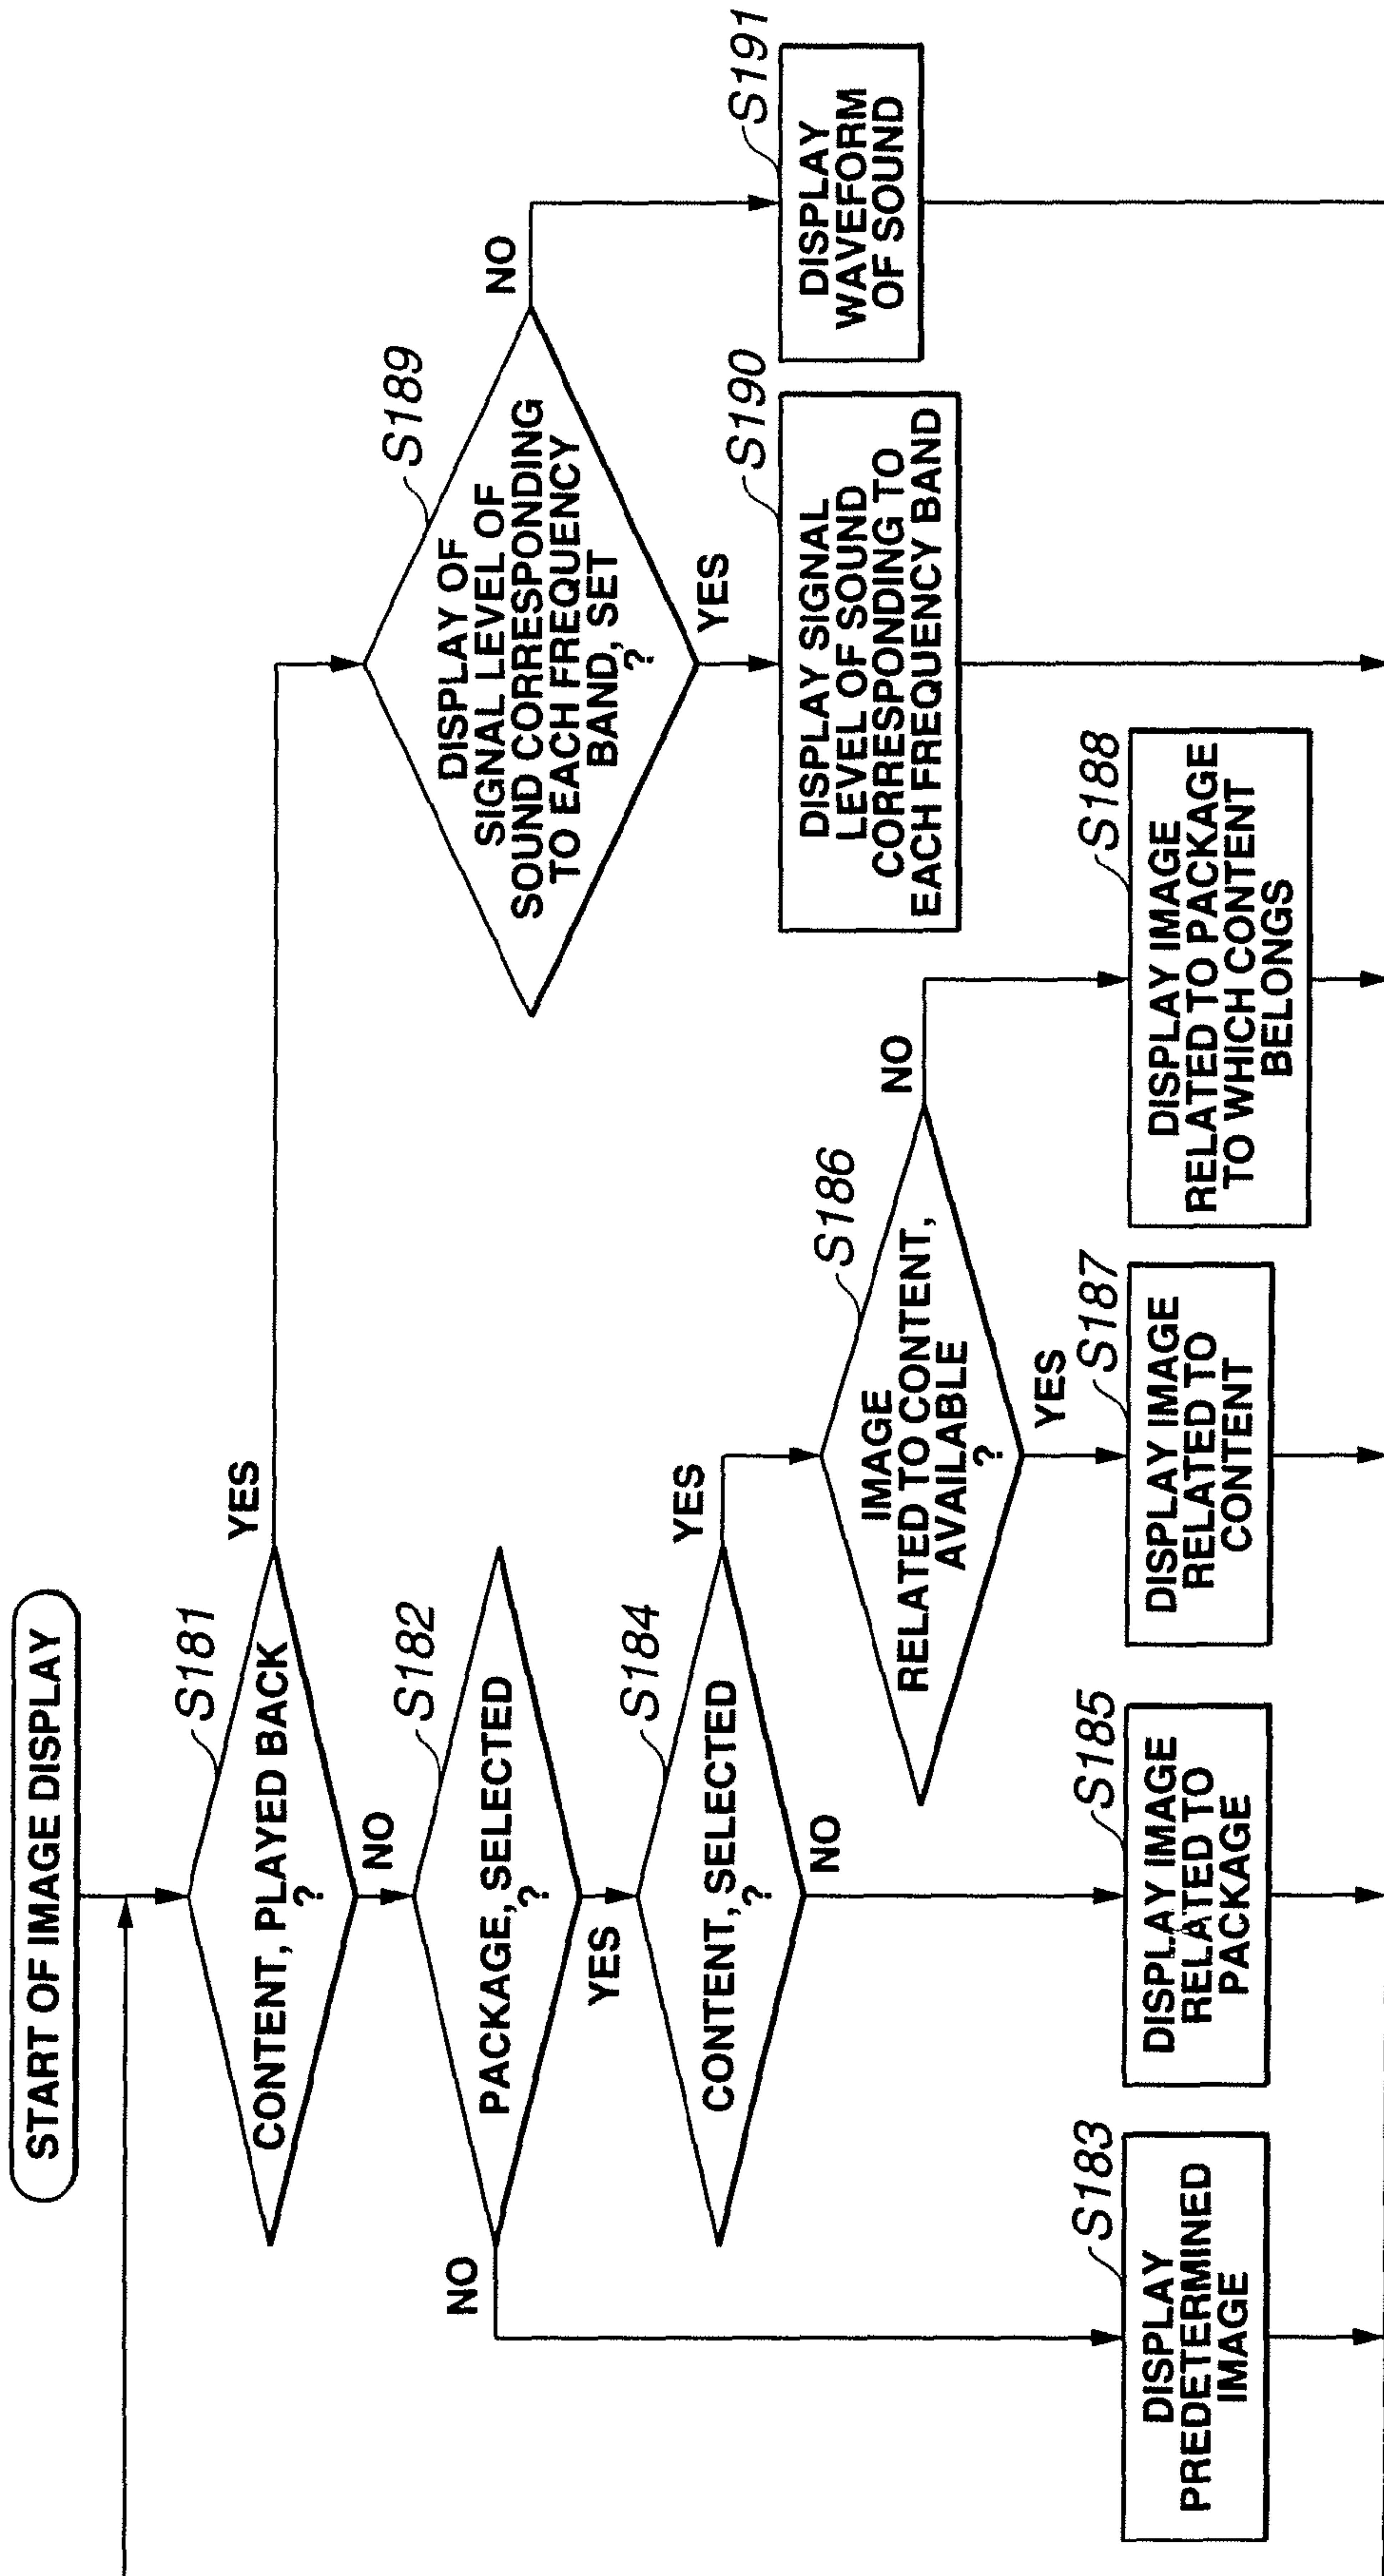 START OF IMAGE DISPLAY
S181
CONTENT, PLAYED BACK
?
YES
NO
S182
PACKAGE, SELECTED
?
NO
YES
S184
CONTENT, SELECTED
?
YES
NO
S186
IMAGE
RELATED TO CONTENT,
AVAILABLE
?
NO
YES
S189
DISPLAY OF
SIGNAL LEVEL OF
SOUND CORRESPONDING
TO EACH FREQUENCY
BAND, SET
?
NO
YES
S183
DISPLAY
PREDETERMINED
IMAGE
S185
DISPLAY IMAGE
RELATED TO
PACKAGE
S187
DISPLAY IMAGE
RELATED TO
CONTENT
S188
DISPLAY IMAGE
RELATED TO PACKAGE
TO WHICH CONTENT
BELONGS
S190
DISPLAY SIGNAL
LEVEL OF SOUND
CORRESPONDING TO
EACH FREQUENCY BAND
S191
DISPLAY
WAVEFORM
OF SOUND